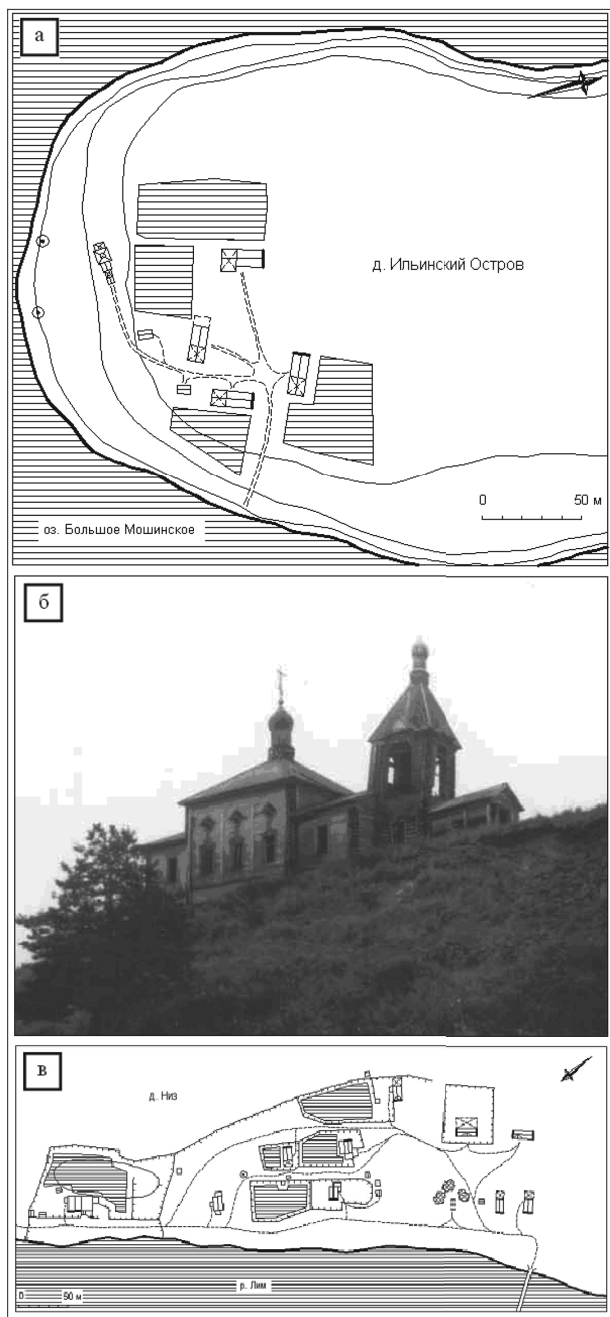 а
д. Ильинский Остров
0 50 м
оз. Большое Мошинское
б
в
д. Низ
р. Лим
0 50 м